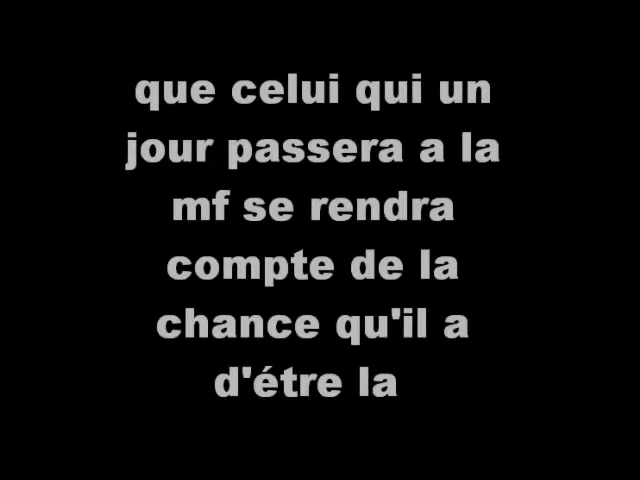 que celui qui un
jour passera a la
mf se rendra
compte de la
chance qu'il a
d'étre la